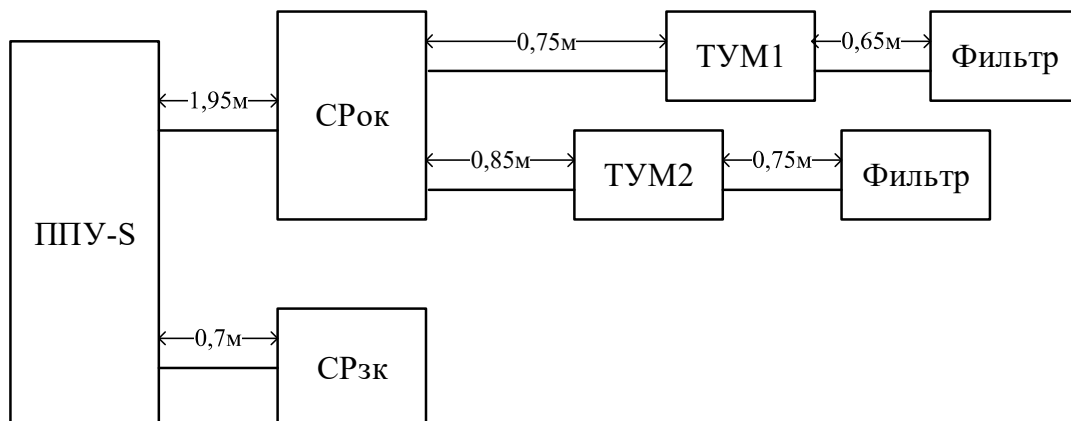 0,75м
ТУМ1
0,65м
Фильтр
1,95м
СРок
0,85м
ТУМ2
0,75м
Фильтр
ППУ-S
0,7м
СРзк